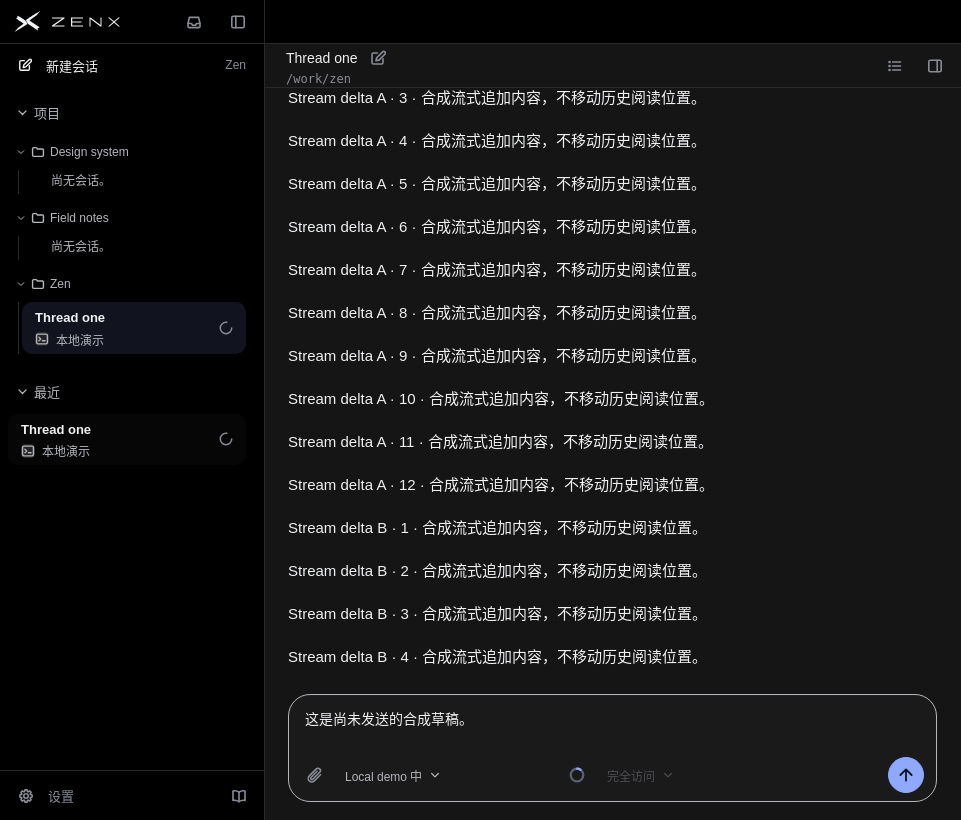 ZENX
新建会话 Zen
项目
Design system
尚无会话。
Field notes
尚无会话。
Zen
Thread one
本地演示
最近
Thread one
本地演示
设置
Thread one
/work/zen
Stream delta A · 3 · 合成流式追加内容，不移动历史阅读位置。
Stream delta A · 4 · 合成流式追加内容，不移动历史阅读位置。
Stream delta A · 5 · 合成流式追加内容，不移动历史阅读位置。
Stream delta A · 6 · 合成流式追加内容，不移动历史阅读位置。
Stream delta A · 7 · 合成流式追加内容，不移动历史阅读位置。
Stream delta A · 8 · 合成流式追加内容，不移动历史阅读位置。
Stream delta A · 9 · 合成流式追加内容，不移动历史阅读位置。
Stream delta A · 10 · 合成流式追加内容，不移动历史阅读位置。
Stream delta A · 11 · 合成流式追加内容，不移动历史阅读位置。
Stream delta A · 12 · 合成流式追加内容，不移动历史阅读位置。
Stream delta B · 1 · 合成流式追加内容，不移动历史阅读位置。
Stream delta B · 2 · 合成流式追加内容，不移动历史阅读位置。
Stream delta B · 3 · 合成流式追加内容，不移动历史阅读位置。
Stream delta B · 4 · 合成流式追加内容，不移动历史阅读位置。
这是尚未发送的合成草稿。
Local demo 中 完全访问